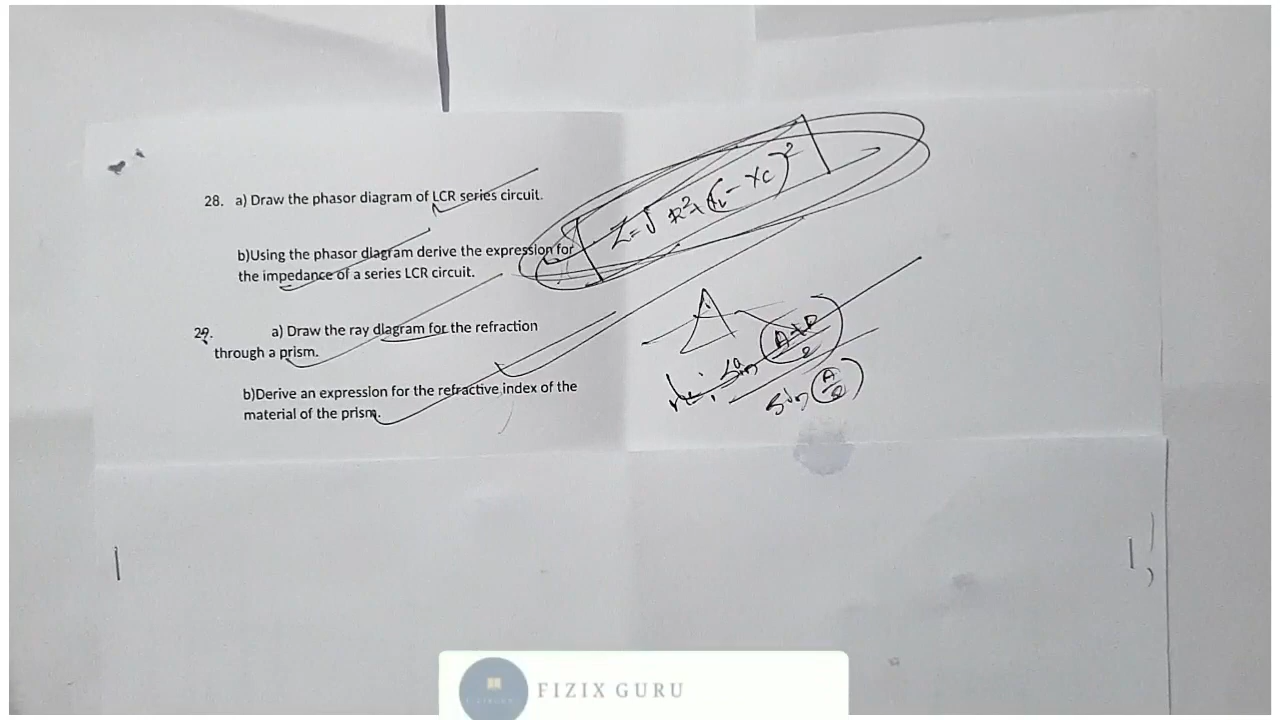 28. a) Draw the phasor diagram of LCR series circuit.
b)Using the phasor diagram derive the expression for
the impedance of a series LCR circuit.
Z=√R²+(XL-XC)²
29. a) Draw the ray diagram for the refraction
through a prism.
A
b)Derive an expression for the refractive index of the
material of the prism.
Sin(A+D/2)
sin(A/2)
FIZIX GURU